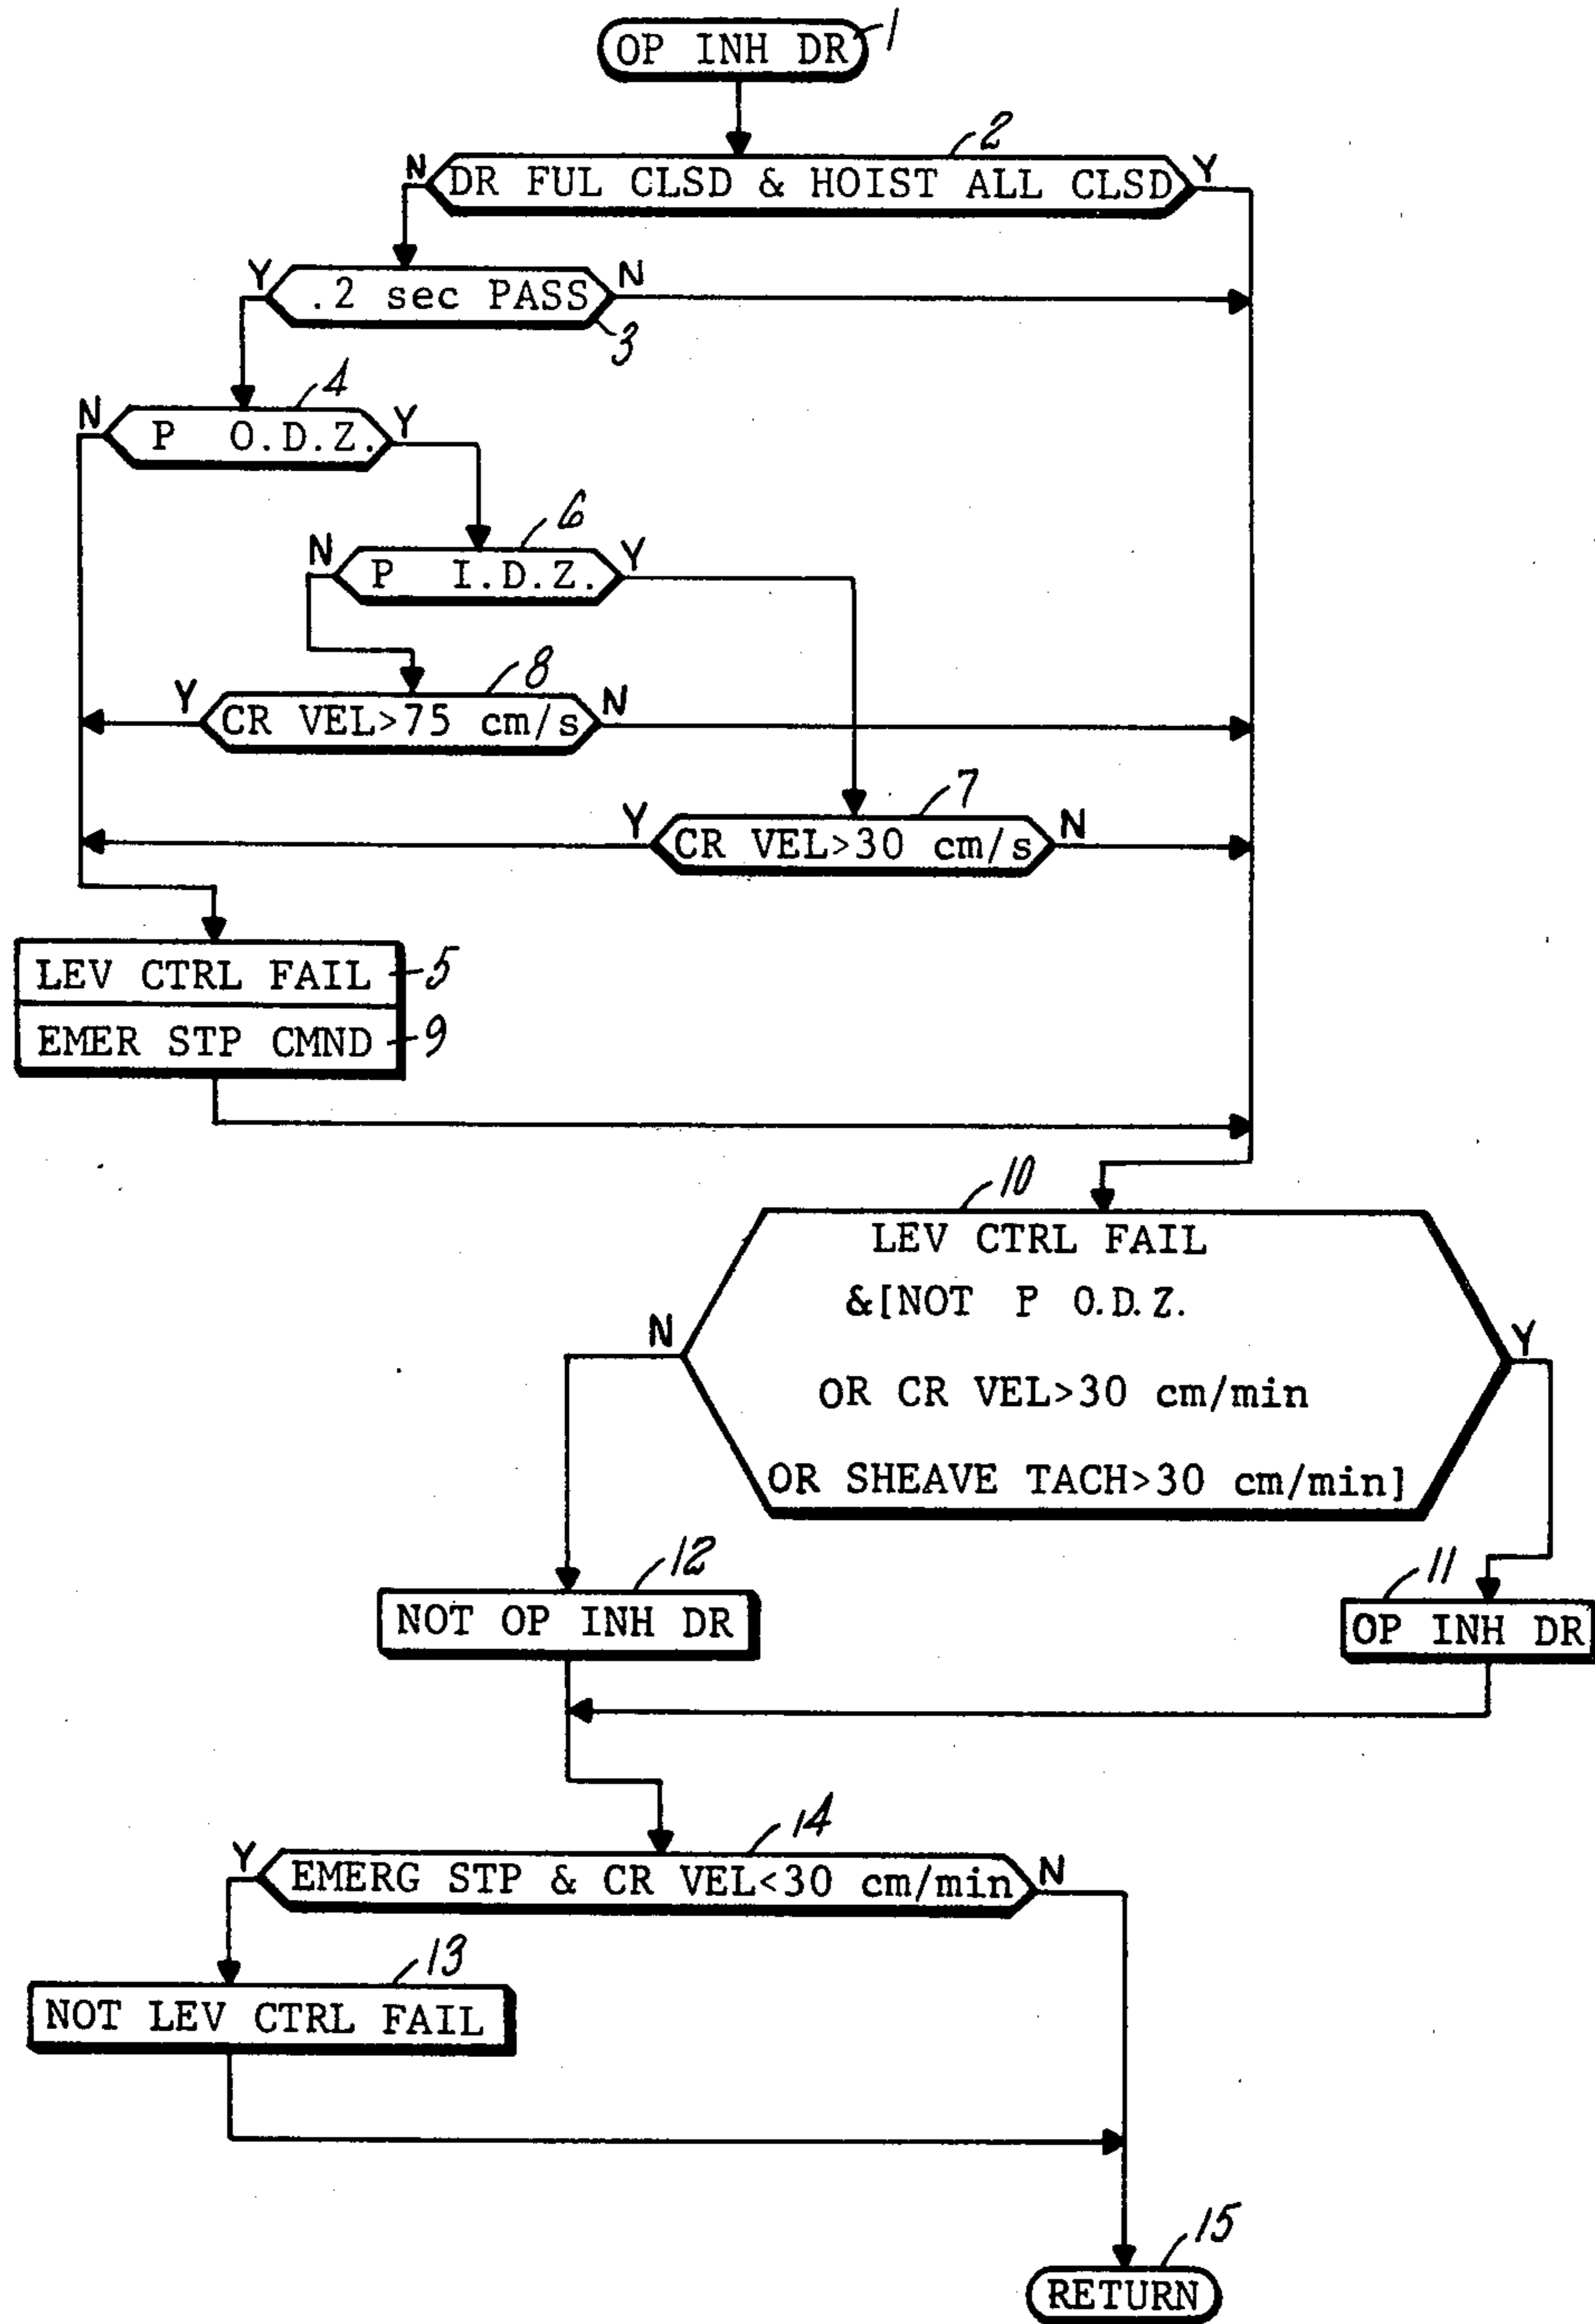 OP INH DR
1
2
N
DR FUL CLSD & HOIST ALL CLSD
Y
Y
.2 sec PASS
N
3
4
N
P O.D.Z.
Y
6
N
P I.D.Z.
Y
8
Y
CR VEL>75 cm/s
N
7
Y
CR VEL>30 cm/s
N
LEV CTRL FAIL
5
EMER STP CMND
9
10
LEV CTRL FAIL
&[NOT P O.D.Z.
N
Y
OR CR VEL>30 cm/min
OR SHEAVE TACH>30 cm/min]
12
NOT OP INH DR
11
OP INH DR
14
Y
EMERG STP & CR VEL<30 cm/min
N
13
NOT LEV CTRL FAIL
15
RETURN